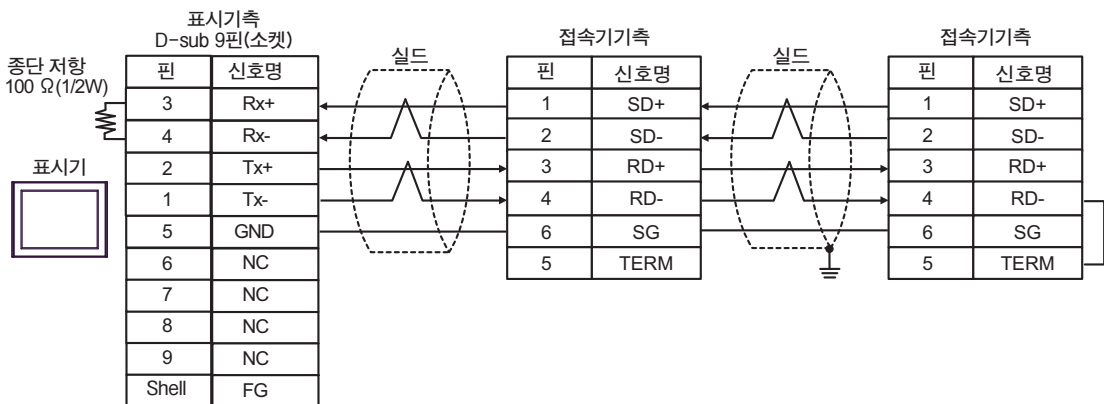 표시기측
D-sub 9핀(소켓)
종단 저항
100 Ω(1/2W)
표시기
핀 신호명
3 Rx+
4 Rx-
2 Tx+
1 Tx-
5 GND
6 NC
7 NC
8 NC
9 NC
Shell FG
실드
접속기기측
핀 신호명
1 SD+
2 SD-
3 RD+
4 RD-
6 SG
5 TERM
실드
접속기기측
핀 신호명
1 SD+
2 SD-
3 RD+
4 RD-
6 SG
5 TERM